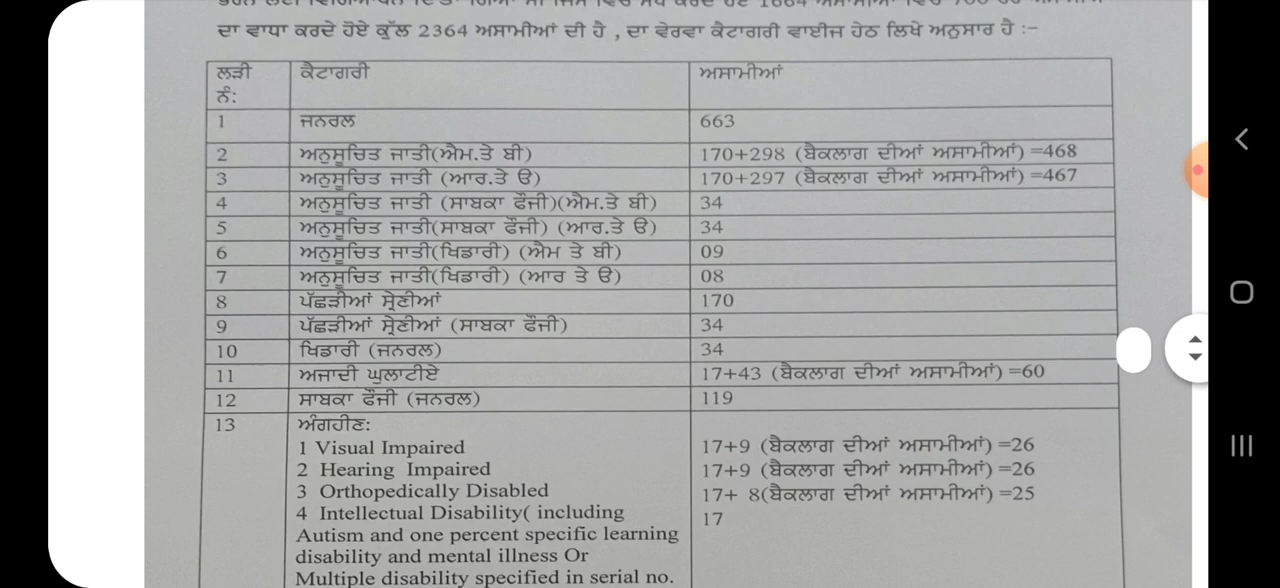 ਦਾ ਵਾਧਾ ਕਰਦੇ ਹੋਏ ਕੁੱਲ 2364 ਅਸਾਮੀਆਂ ਦੀ ਹੈ , ਦਾ ਵੇਰਵਾ ਕੈਟਾਗਰੀ ਵਾਈਜ ਹੇਠ ਲਿਖੇ ਅਨੁਸਾਰ ਹੈ :-
ਲੜੀ ਨੰ: ਕੈਟਾਗਰੀ ਅਸਾਮੀਆਂ
1 ਜਨਰਲ 663
2 ਅਨੁਸੂਚਿਤ ਜਾਤੀ(ਐਮ.ਤੇ ਬੀ) 170+298 (ਬੈਕਲਾਗ ਦੀਆਂ ਅਸਾਮੀਆਂ) =468
3 ਅਨੁਸੂਚਿਤ ਜਾਤੀ (ਆਰ.ਤੇ ਓ) 170+297 (ਬੈਕਲਾਗ ਦੀਆਂ ਅਸਾਮੀਆਂ) =467
4 ਅਨੁਸੂਚਿਤ ਜਾਤੀ (ਸਾਬਕਾ ਫੌਜੀ)(ਐਮ.ਤੇ ਬੀ) 34
5 ਅਨੁਸੂਚਿਤ ਜਾਤੀ(ਸਾਬਕਾ ਫੌਜੀ) (ਆਰ.ਤੇ ਓ) 34
6 ਅਨੁਸੂਚਿਤ ਜਾਤੀ(ਖਿਡਾਰੀ) (ਐਮ ਤੇ ਬੀ) 09
7 ਅਨੁਸੂਚਿਤ ਜਾਤੀ(ਖਿਡਾਰੀ) (ਆਰ ਤੇ ਓ) 08
8 ਪੱਛੜੀਆਂ ਸ਼੍ਰੇਣੀਆਂ 170
9 ਪੱਛੜੀਆਂ ਸ਼੍ਰੇਣੀਆਂ (ਸਾਬਕਾ ਫੌਜੀ) 34
10 ਖਿਡਾਰੀ (ਜਨਰਲ) 34
11 ਅਜਾਦੀ ਘੁਲਾਟੀਏ 17+43 (ਬੈਕਲਾਗ ਦੀਆਂ ਅਸਾਮੀਆਂ) =60
12 ਸਾਬਕਾ ਫੌਜੀ (ਜਨਰਲ) 119
13 ਅੰਗਹੀਣ:
1 Visual Impaired 17+9 (ਬੈਕਲਾਗ ਦੀਆਂ ਅਸਾਮੀਆਂ) =26
2 Hearing Impaired 17+9 (ਬੈਕਲਾਗ ਦੀਆਂ ਅਸਾਮੀਆਂ) =26
3 Orthopedically Disabled 17+ 8(ਬੈਕਲਾਗ ਦੀਆਂ ਅਸਾਮੀਆਂ) =25
4 Intellectual Disability( including 17
Autism and one percent specific learning
disability and mental illness Or
Multiple disability specified in serial no.